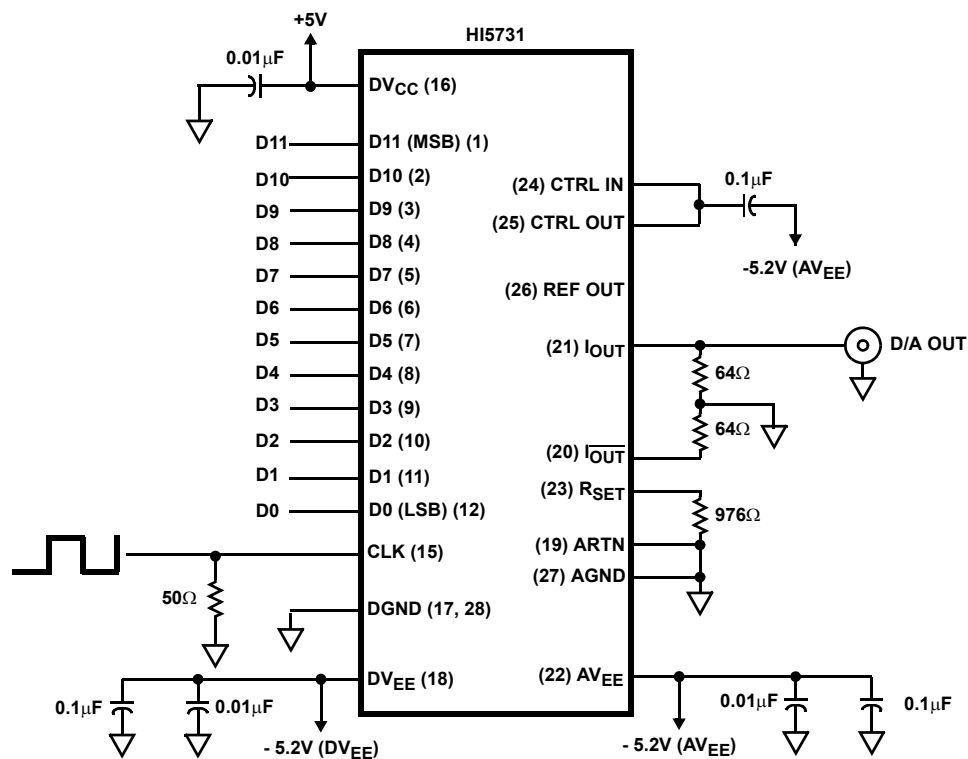 +5V
HI5731
0.01μF
DVCC (16)
D11
D11 (MSB) (1)
D10
D10 (2)
D9
D9 (3)
D8
D8 (4)
D7
D7 (5)
D6
D6 (6)
D5
D5 (7)
D4
D4 (8)
D3
D3 (9)
D2
D2 (10)
D1
D1 (11)
D0
D0 (LSB) (12)
CLK (15)
50Ω
DGND (17, 28)
DVEE (18)
0.1μF
0.01μF
- 5.2V (DVEE)
(24) CTRL IN
0.1μF
(25) CTRL OUT
-5.2V (AVEE)
(26) REF OUT
(21) IOUT
D/A OUT
64Ω
64Ω
(20) I̅O̅U̅T̅
(23) RSET
976Ω
(19) ARTN
(27) AGND
(22) AVEE
0.01μF
0.1μF
- 5.2V (AVEE)